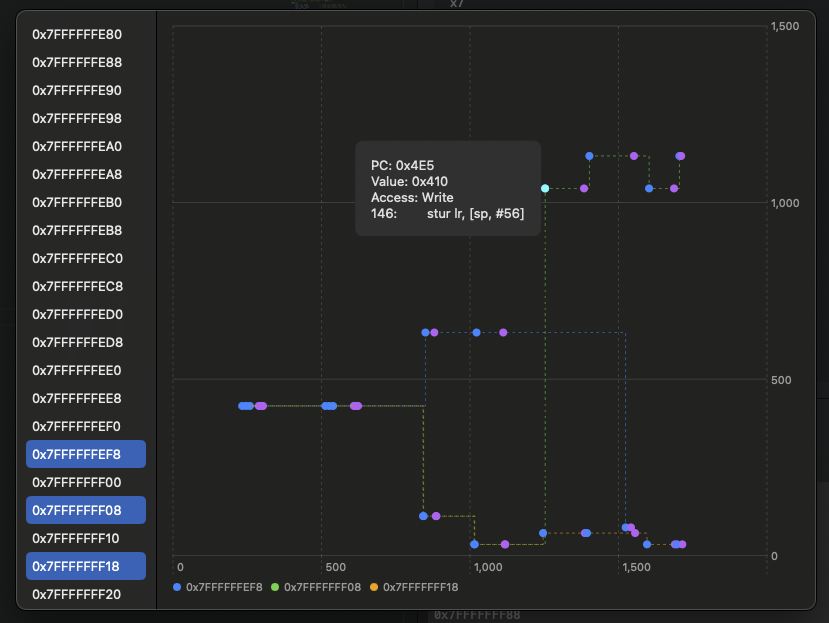 x7
0x7FFFFFFE80
0x7FFFFFFE88
0x7FFFFFFE90
0x7FFFFFFE98
0x7FFFFFFEA0
0x7FFFFFFEA8
0x7FFFFFFEB0
0x7FFFFFFEB8
0x7FFFFFFEC0
0x7FFFFFFEC8
0x7FFFFFFED0
0x7FFFFFFED8
0x7FFFFFFEE0
0x7FFFFFFEE8
0x7FFFFFFEF0
0x7FFFFFFEF8
0x7FFFFFFF00
0x7FFFFFFF08
0x7FFFFFFF10
0x7FFFFFFF18
0x7FFFFFFF20
1,500
PC: 0x4E5
Value: 0x410
Access: Write
146: stur lr, [sp, #56]
1,000
500
0
0 500 1,000 1,500
0x7FFFFFFEF8 0x7FFFFFFF08 0x7FFFFFFF18
0x7FFFFFFF88